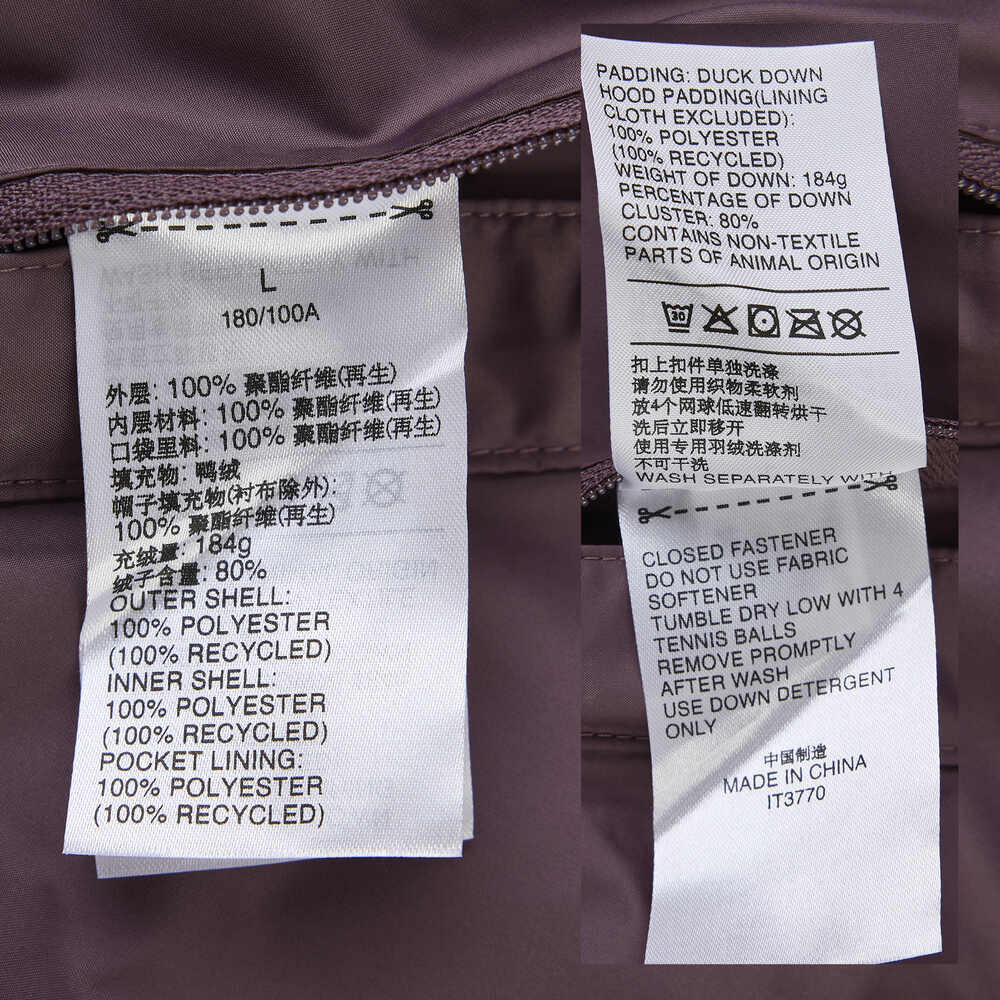 L
180/100A
外层: 100% 聚酯纤维(再生)
内层材料: 100% 聚酯纤维(再生)
口袋里料: 100% 聚酯纤维(再生)
填充物: 鸭绒
帽子填充物(衬布除外):
100% 聚酯纤维(再生)
充绒量: 184g
绒子含量: 80%
OUTER SHELL:
100% POLYESTER
(100% RECYCLED)
INNER SHELL:
100% POLYESTER
(100% RECYCLED)
POCKET LINING:
100% POLYESTER
(100% RECYCLED)
PADDING: DUCK DOWN
HOOD PADDING(LINING
CLOTH EXCLUDED):
100% POLYESTER
(100% RECYCLED)
WEIGHT OF DOWN: 184g
PERCENTAGE OF DOWN
CLUSTER: 80%
CONTAINS NON-TEXTILE
PARTS OF ANIMAL ORIGIN
30
扣上扣件单独洗涤
请勿使用织物柔软剂
放4个网球低速翻转烘干
洗后立即移开
使用专用羽绒洗涤剂
不可干洗
WASH SEPARATELY WITH
CLOSED FASTENER
DO NOT USE FABRIC
SOFTENER
TUMBLE DRY LOW WITH 4
TENNIS BALLS
REMOVE PROMPTLY
AFTER WASH
USE DOWN DETERGENT
ONLY
中国制造
MADE IN CHINA
IT3770